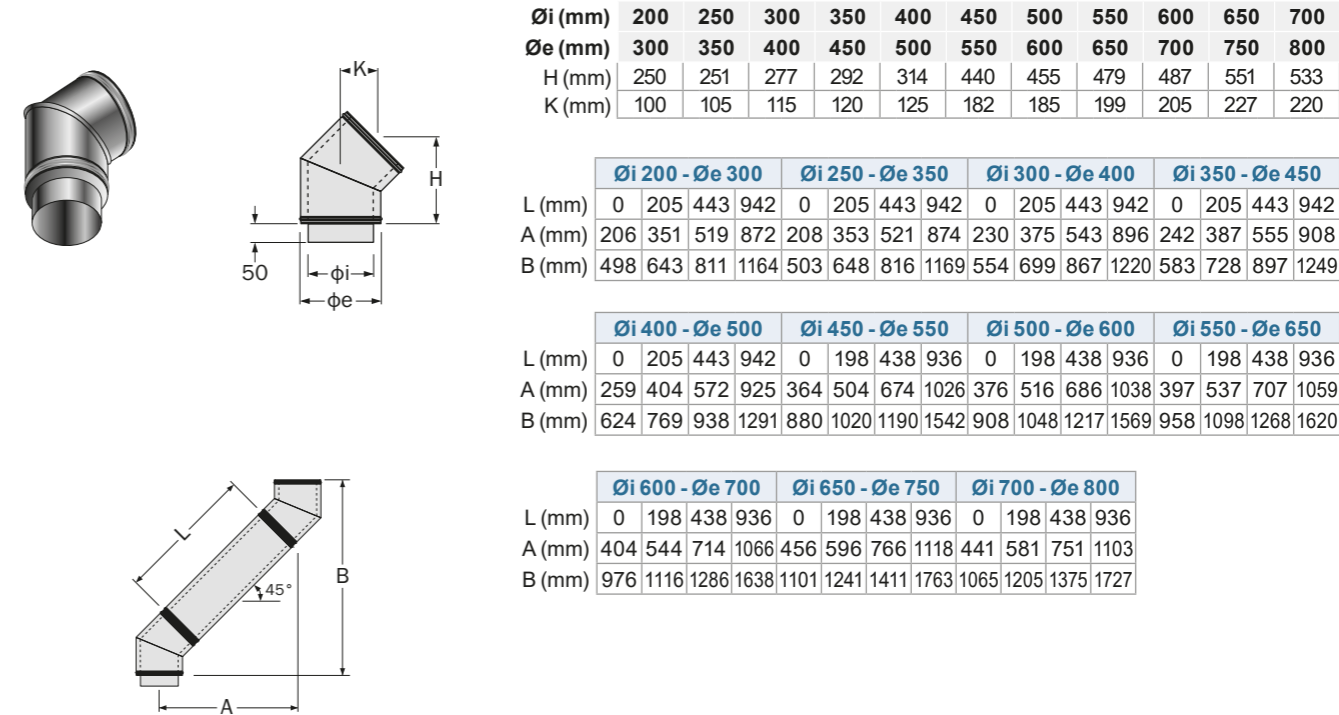 Øi (mm) 200 250 300 350 400 450 500 550 600 650 700
Øe (mm) 300 350 400 450 500 550 600 650 700 750 800
H (mm) 250 251 277 292 314 440 455 479 487 551 533
K (mm) 100 105 115 120 125 182 185 199 205 227 220
K
H
50
ϕi
ϕe
Øi 200 - Øe 300 Øi 250 - Øe 350 Øi 300 - Øe 400 Øi 350 - Øe 450
L (mm) 0 205 443 942 0 205 443 942 0 205 443 942 0 205 443 942
A (mm) 206 351 519 872 208 353 521 874 230 375 543 896 242 387 555 908
B (mm) 498 643 811 1164 503 648 816 1169 554 699 867 1220 583 728 897 1249
Øi 400 - Øe 500 Øi 450 - Øe 550 Øi 500 - Øe 600 Øi 550 - Øe 650
L (mm) 0 205 443 942 0 198 438 936 0 198 438 936 0 198 438 936
A (mm) 259 404 572 925 364 504 674 1026 376 516 686 1038 397 537 707 1059
B (mm) 624 769 938 1291 880 1020 1190 1542 908 1048 1217 1569 958 1098 1268 1620
Øi 600 - Øe 700 Øi 650 - Øe 750 Øi 700 - Øe 800
L (mm) 0 198 438 936 0 198 438 936 0 198 438 936
A (mm) 404 544 714 1066 456 596 766 1118 441 581 751 1103
B (mm) 976 1116 1286 1638 1101 1241 1411 1763 1065 1205 1375 1727
L
B
45°
A